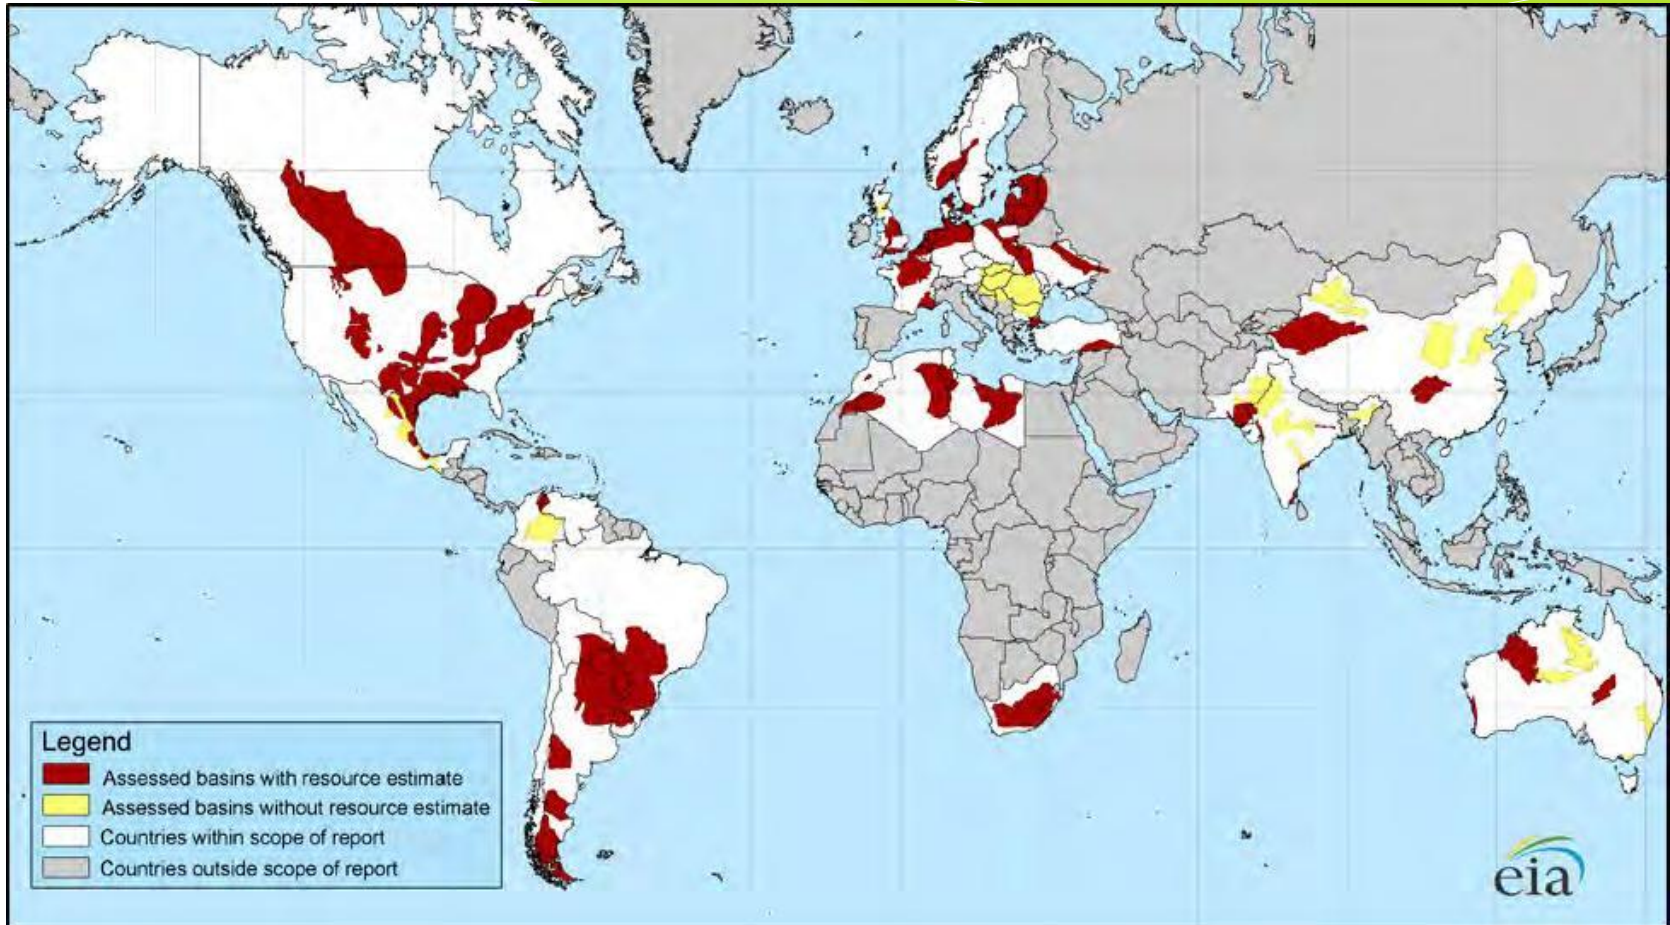 Legend
Assessed basins with resource estimate
Assessed basins without resource estimate
Countries within scope of report
Countries outside scope of report
eia